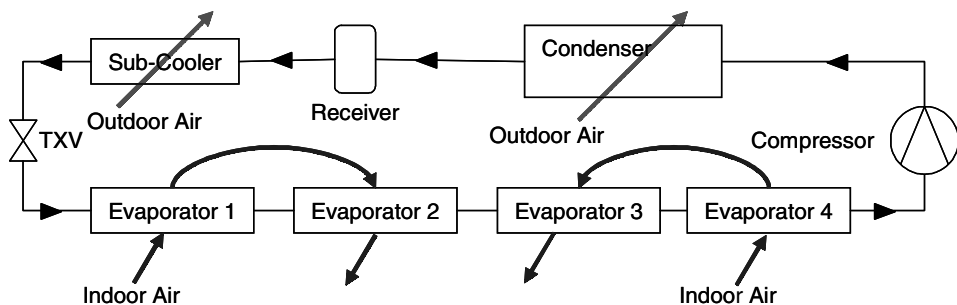 Sub-Cooler
Condenser
Outdoor Air
Receiver
Outdoor Air
TXV
Compressor
Evaporator 1
Evaporator 2
Evaporator 3
Evaporator 4
Indoor Air
Indoor Air